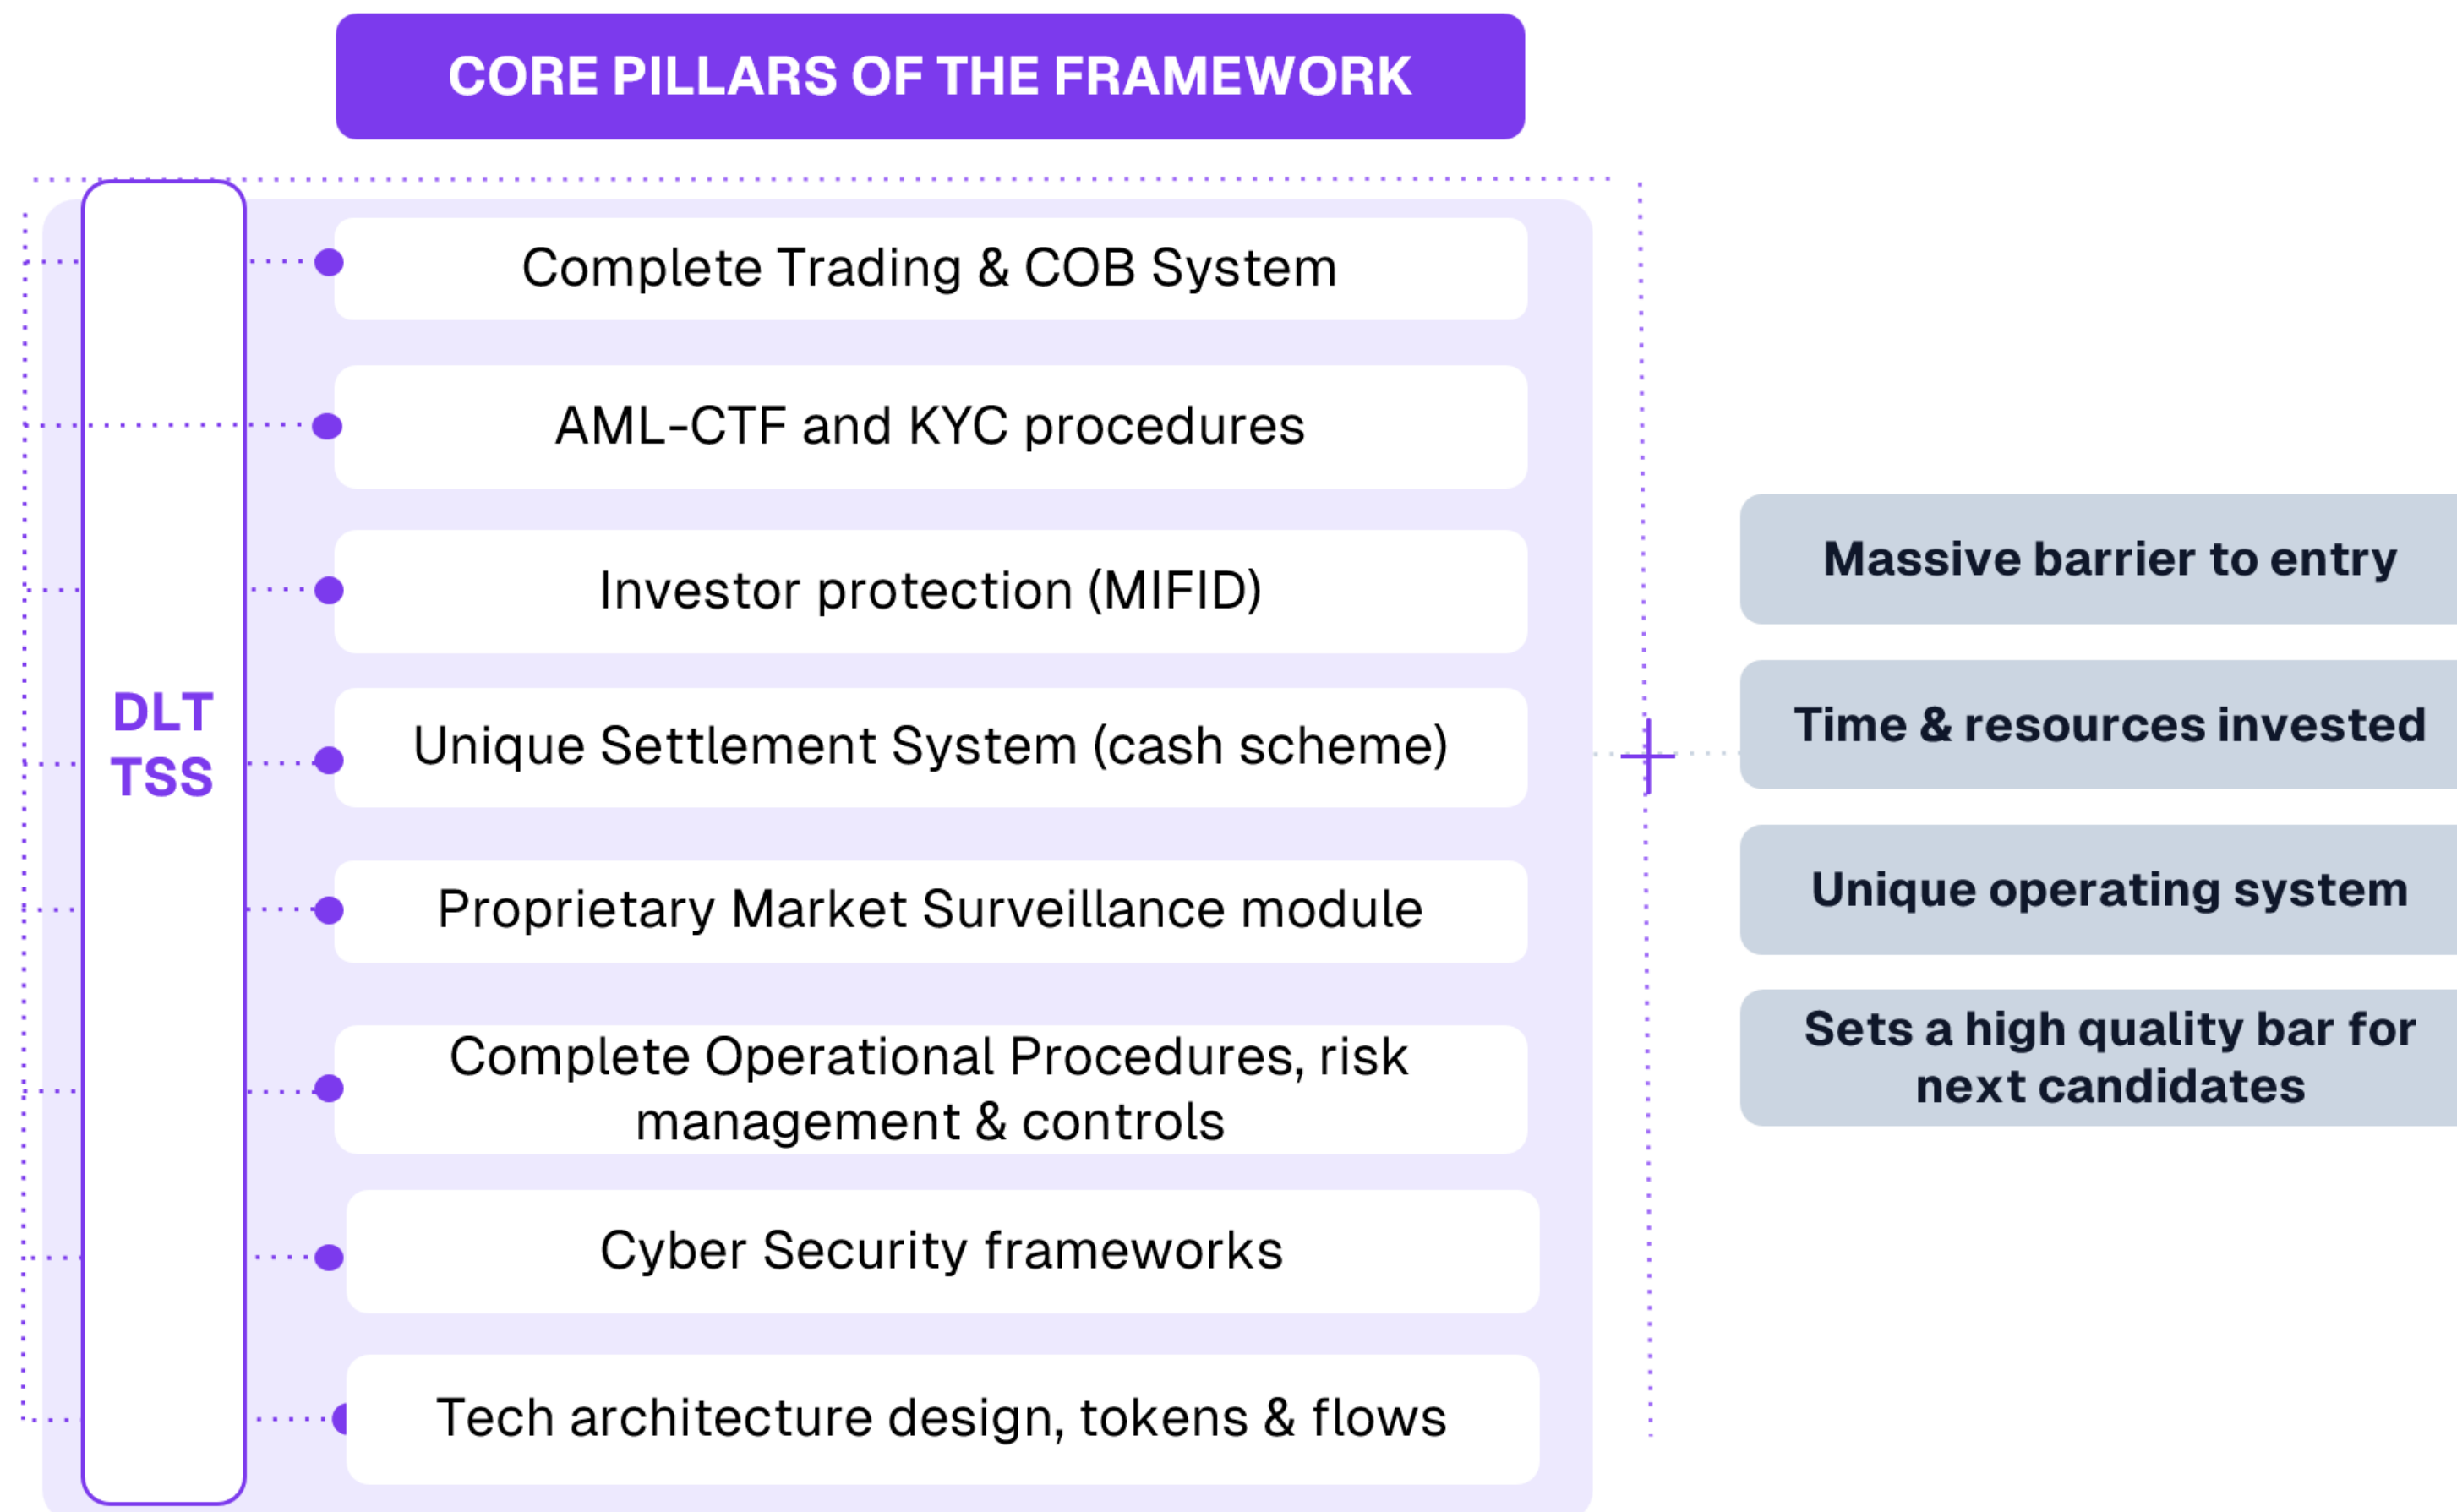 CORE PILLARS OF THE FRAMEWORK
DLT
TSS
Complete Trading & COB System
AML-CTF and KYC procedures
Investor protection (MIFID)
Unique Settlement System (cash scheme)
Proprietary Market Surveillance module
Complete Operational Procedures, risk
management & controls
Cyber Security frameworks
Tech architecture design, tokens & flows
Massive barrier to entry
Time & resources invested
Unique operating system
Sets a high quality bar for
next candidates